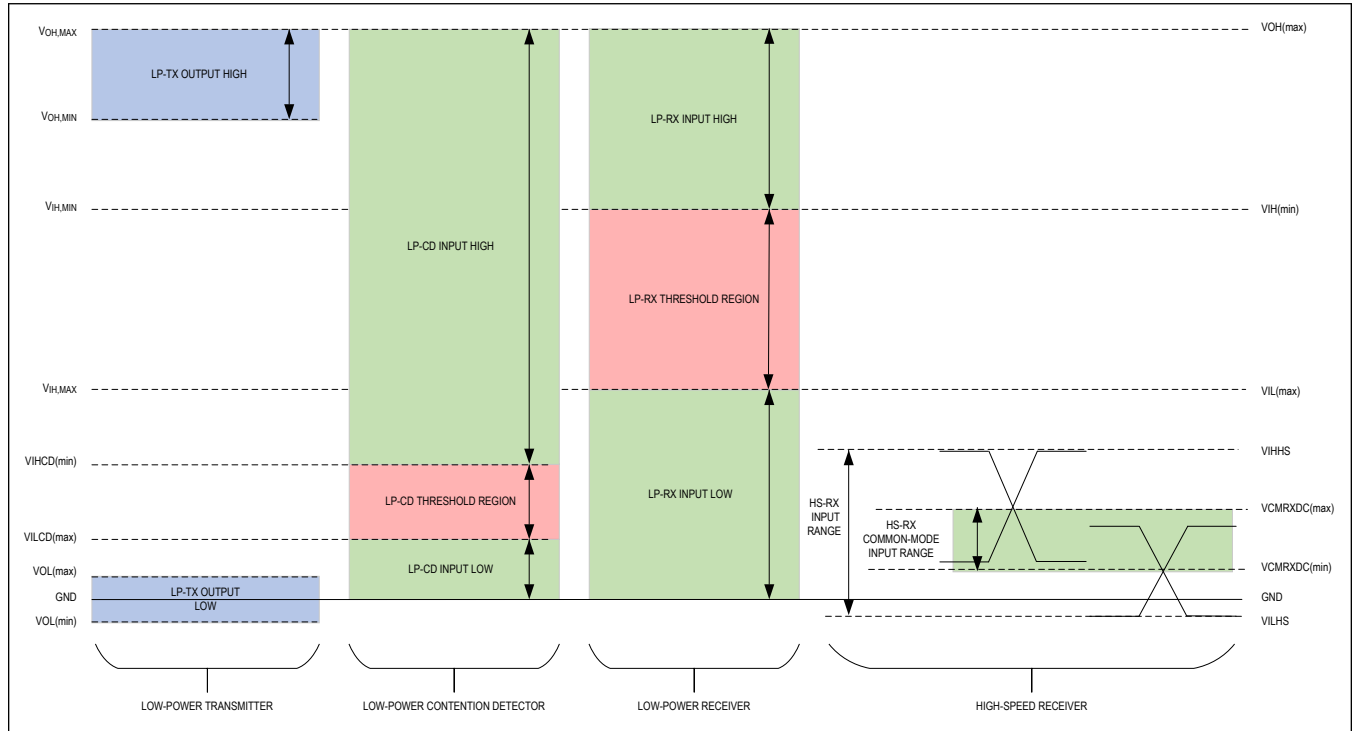 VOH,MAX
VOH(max)
LP-TX OUTPUT HIGH
VOH,MIN
LP-RX INPUT HIGH
VIH,MIN
VIH(min)
LP-CD INPUT HIGH
LP-RX THRESHOLD REGION
VIH,MAX
VIL(max)
VIHCD(min)
VIHHS
LP-CD THRESHOLD REGION
LP-RX INPUT LOW
HS-RX
INPUT
RANGE
VCMRXDC(max)
HS-RX
COMMON-MODE
INPUT RANGE
VILCD(max)
LP-CD INPUT LOW
VCMRXDC(min)
VOL(max)
LP-TX OUTPUT
LOW
GND
GND
VOL(min)
VILHS
LOW-POWER TRANSMITTER
LOW-POWER CONTENTION DETECTOR
LOW-POWER RECEIVER
HIGH-SPEED RECEIVER